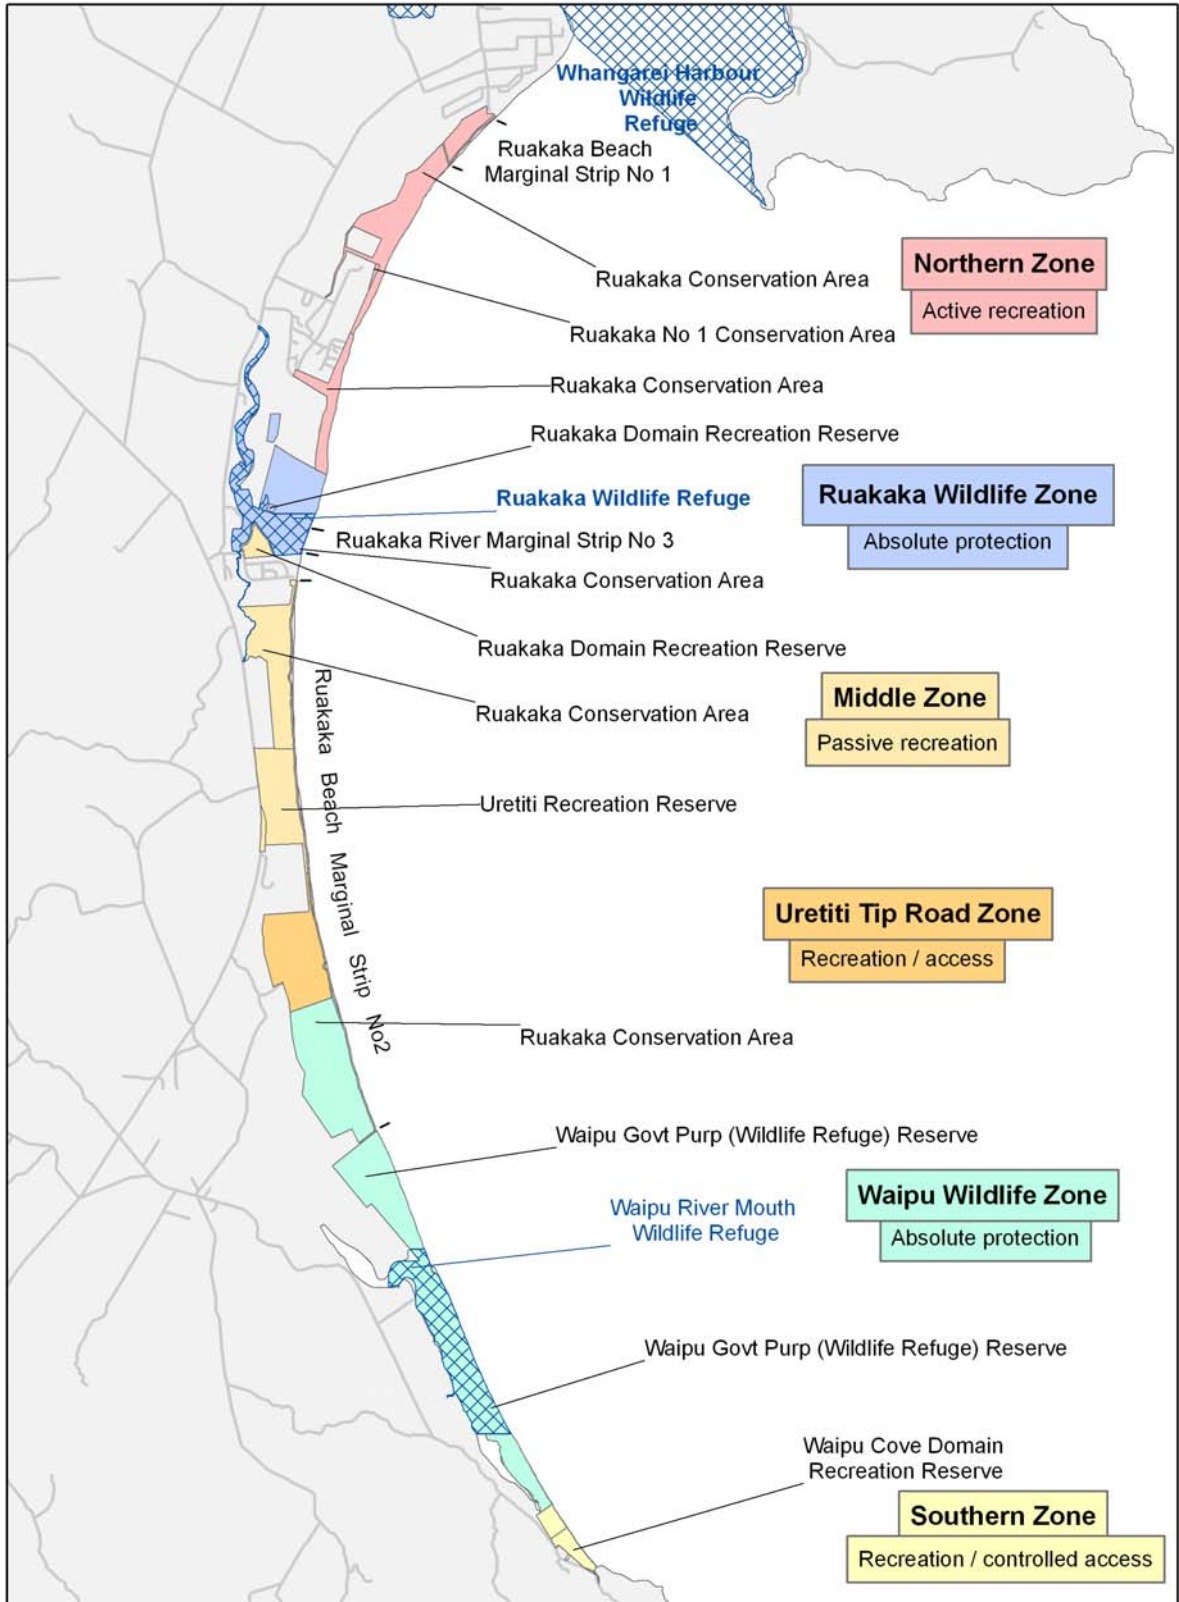 Whangarei Harbour
Wildlife
Refuge
Ruakaka Beach
Marginal Strip No 1
Ruakaka Conservation Area
Northern Zone
Active recreation
Ruakaka No 1 Conservation Area
Ruakaka Conservation Area
Ruakaka Domain Recreation Reserve
Ruakaka Wildlife Refuge
Ruakaka Wildlife Zone
Absolute protection
Ruakaka River Marginal Strip No 3
Ruakaka Conservation Area
Ruakaka Domain Recreation Reserve
Ruakaka Beach Marginal Strip No2
Ruakaka Conservation Area
Middle Zone
Passive recreation
Uretiti Recreation Reserve
Uretiti Tip Road Zone
Recreation / access
Ruakaka Conservation Area
Waipu Govt Purp (Wildlife Refuge) Reserve
Waipu River Mouth
Wildlife Refuge
Waipu Wildlife Zone
Absolute protection
Waipu Govt Purp (Wildlife Refuge) Reserve
Waipu Cove Domain
Recreation Reserve
Southern Zone
Recreation / controlled access